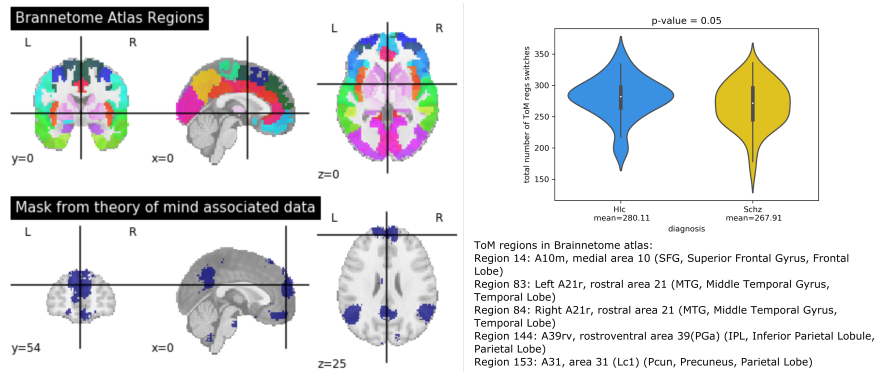 Brannetome Atlas Regions
L
R
L
R
y=0
x=0
z=0
Mask from theory of mind associated data
L
R
L
R
y=54
x=0
z=25
p-value = 0.05
total number of ToM regs switches
350
300
250
200
150
Hlc
mean=280.11
Schz
mean=267.91
diagnosis
ToM regions in Brainnetome atlas:
Region 14: A10m, medial area 10 (SFG, Superior Frontal Gyrus, Frontal
Lobe)
Region 83: Left A21r, rostral area 21 (MTG, Middle Temporal Gyrus,
Temporal Lobe)
Region 84: Right A21r, rostral area 21 (MTG, Middle Temporal Gyrus,
Temporal Lobe)
Region 144: A39rv, rostroventral area 39(PGa) (IPL, Inferior Parietal Lobule,
Parietal Lobe)
Region 153: A31, area 31 (Lc1) (Pcun, Precuneus, Parietal Lobe)